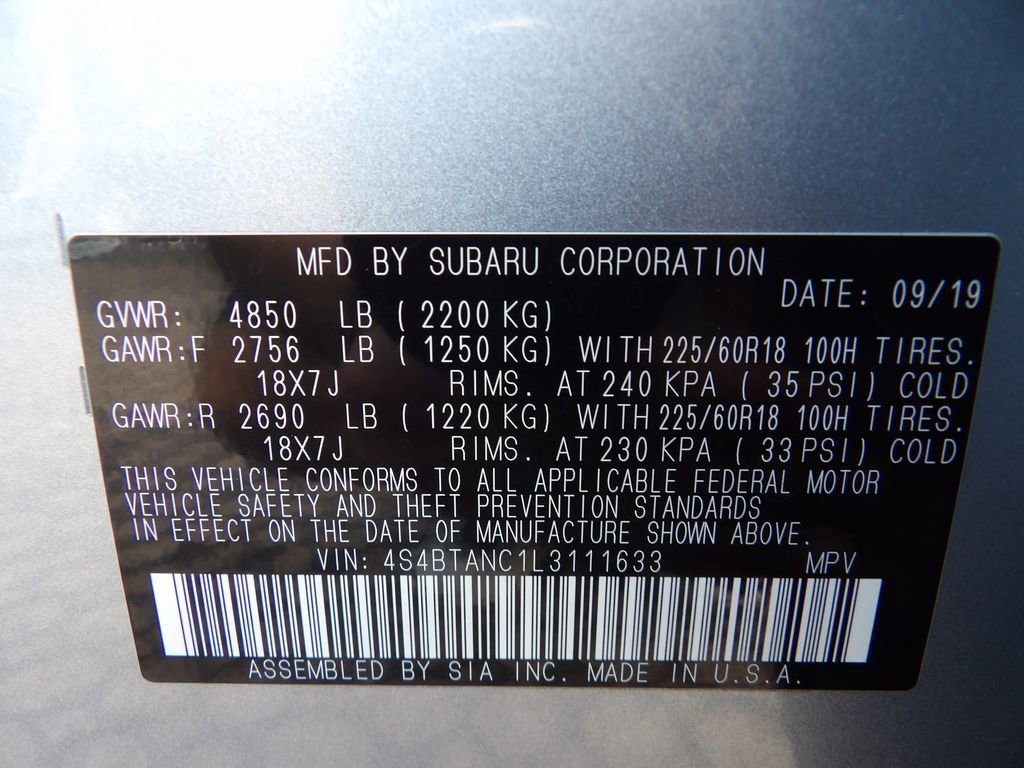 MFD BY SUBARU CORPORATION
DATE: 09/19
GVWR: 4850 LB ( 2200 KG)
GAWR:F 2756 LB ( 1250 KG) WITH 225/60R18 100H TIRES.
18X7J RIMS. AT 240 KPA ( 35 PSI) COLD
GAWR:R 2690 LB ( 1220 KG) WITH 225/60R18 100H TIRES.
18X7J RIMS. AT 230 KPA ( 33 PSI) COLD
THIS VEHICLE CONFORMS TO ALL APPLICABLE FEDERAL MOTOR
VEHICLE SAFETY AND THEFT PREVENTION STANDARDS
IN EFFECT ON THE DATE OF MANUFACTURE SHOWN ABOVE.
VIN: 4S4BTANC1L3111633 MPV
ASSEMBLED BY SIA INC. MADE IN U.S.A.